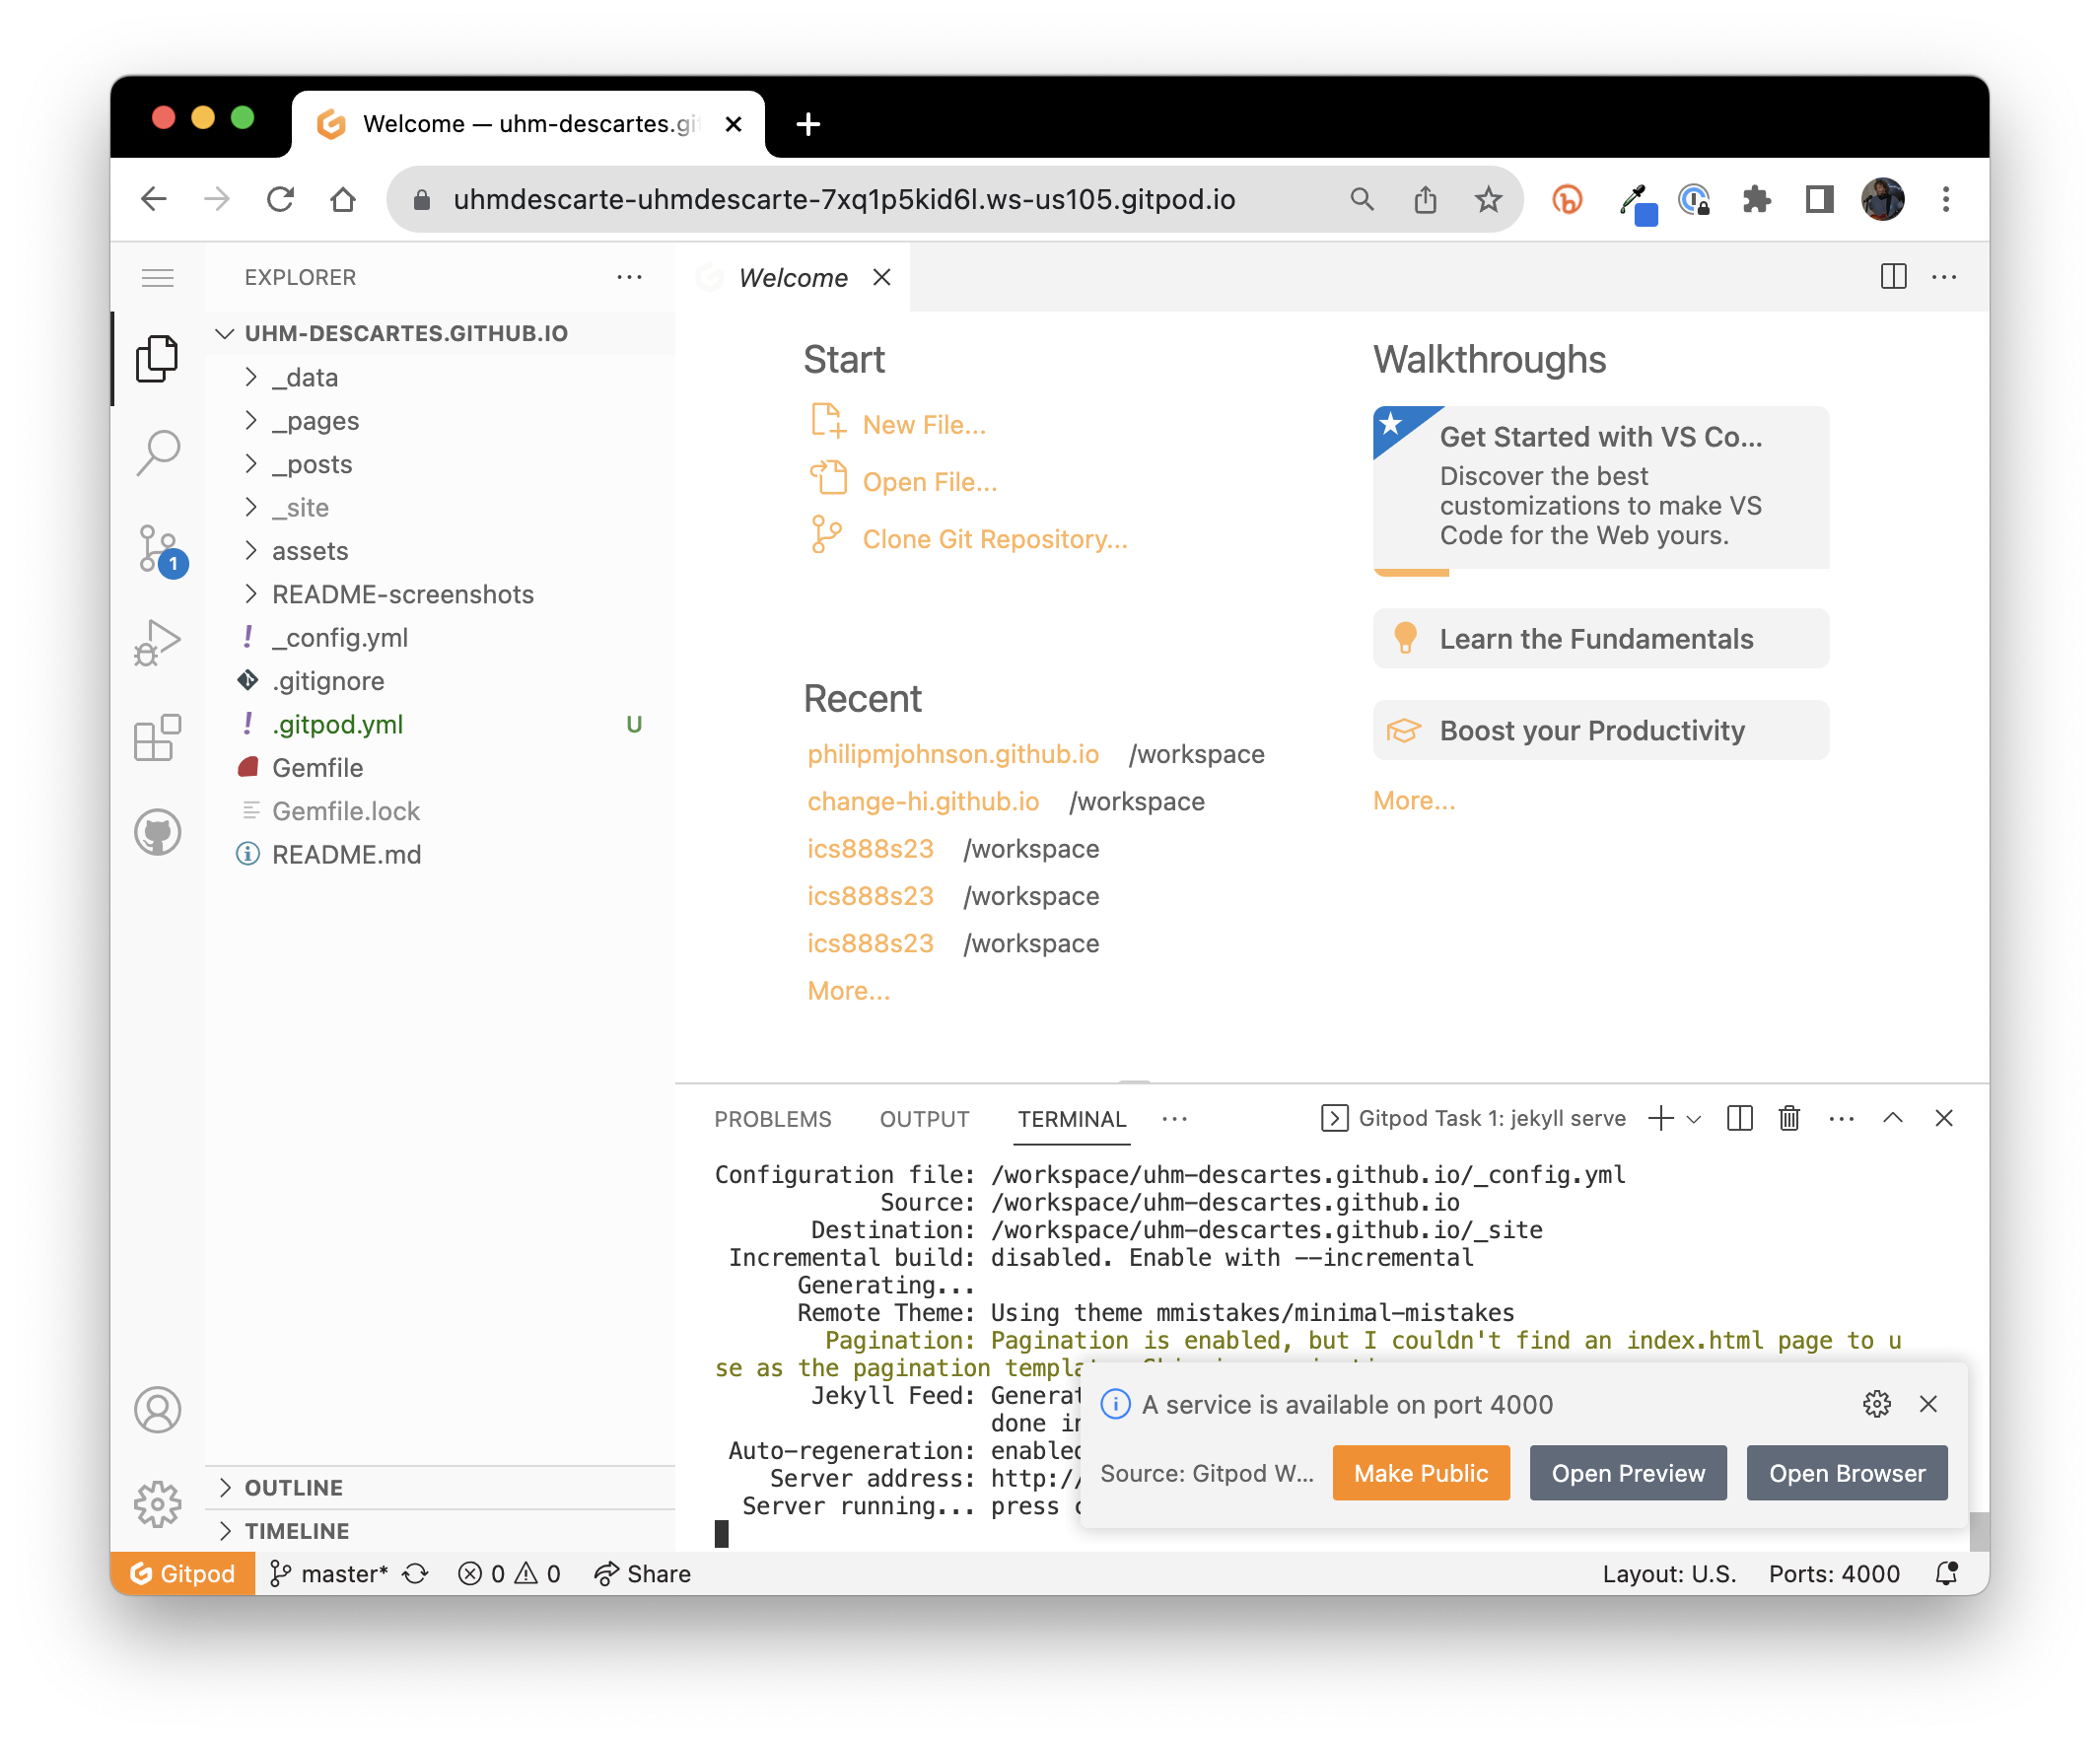 Welcome — uhm-descartes.gi
uhmdescarte-uhmdescarte-7xq1p5kid6l.ws-us105.gitpod.io
EXPLORER
UHM-DESCARTES.GITHUB.IO
_data
_pages
_posts
_site
assets
README-screenshots
_config.yml
.gitignore
.gitpod.yml U
Gemfile
Gemfile.lock
README.md
OUTLINE
TIMELINE
1
Welcome
Start
New File...
Open File...
Clone Git Repository...
Recent
philipmjohnson.github.io /workspace
change-hi.github.io /workspace
ics888s23 /workspace
ics888s23 /workspace
ics888s23 /workspace
More...
Walkthroughs
Get Started with VS Co...
Discover the best
customizations to make VS
Code for the Web yours.
Learn the Fundamentals
Boost your Productivity
More...
PROBLEMS OUTPUT TERMINAL ··· Gitpod Task 1: jekyll serve
Configuration file: /workspace/uhm-descartes.github.io/_config.yml
Source: /workspace/uhm-descartes.github.io
Destination: /workspace/uhm-descartes.github.io/_site
Incremental build: disabled. Enable with --incremental
Generating...
Remote Theme: Using theme mmistakes/minimal-mistakes
Pagination: Pagination is enabled, but I couldn't find an index.html page to u
se as the pagination templa
Jekyll Feed: Generat
done in
Auto-regeneration: enabled
Server address: http:/
Server running... press c
A service is available on port 4000
Source: Gitpod W... Make Public Open Preview Open Browser
Gitpod master* 0 0 Share Layout: U.S. Ports: 4000